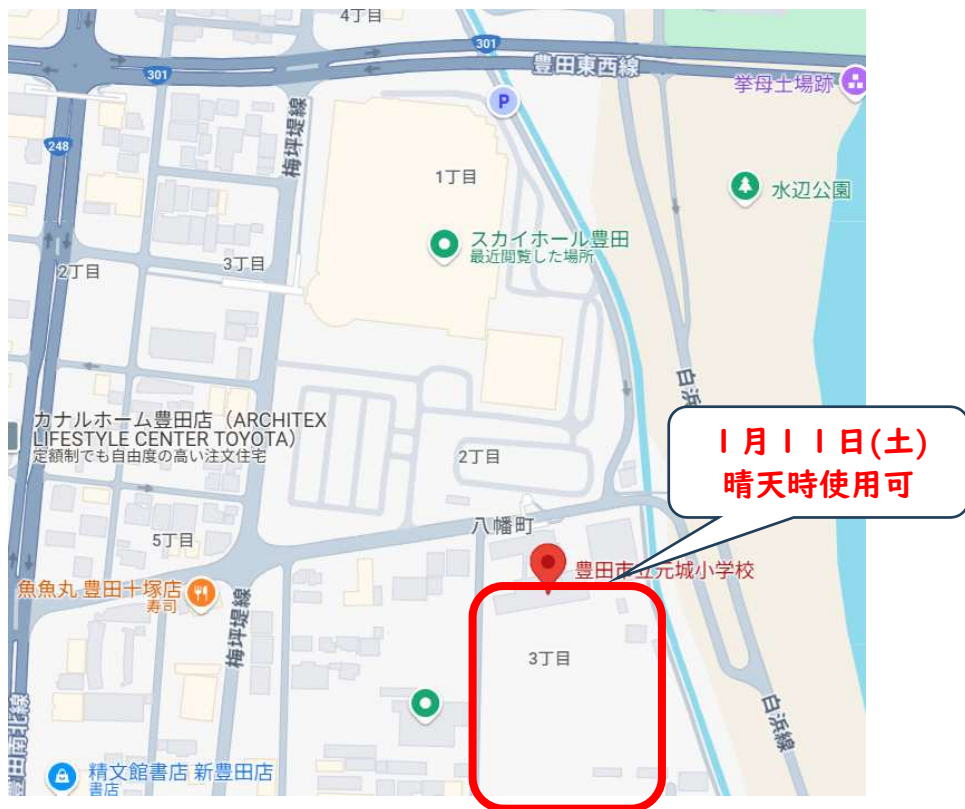 4丁目
301
301
豊田東西線
挙母土場跡
梅坪堤線
P
248
1丁目
水辺公園
スカイホール豊田
最近閲覧した場所
3丁目
2丁目
白浜
カナルホーム豊田店（ARCHITEX
LIFESTYLE CENTER TOYOTA）
定額制でも自由度の高い注文住宅
1月11日(土)
晴天時使用可
2丁目
八幡町
5丁目
豊田市立元城小学校
魚魚丸 豊田十塚店
寿司
梅坪堤線
3丁目
白浜線
豊田南北線
精文館書店 新豊田店
書店